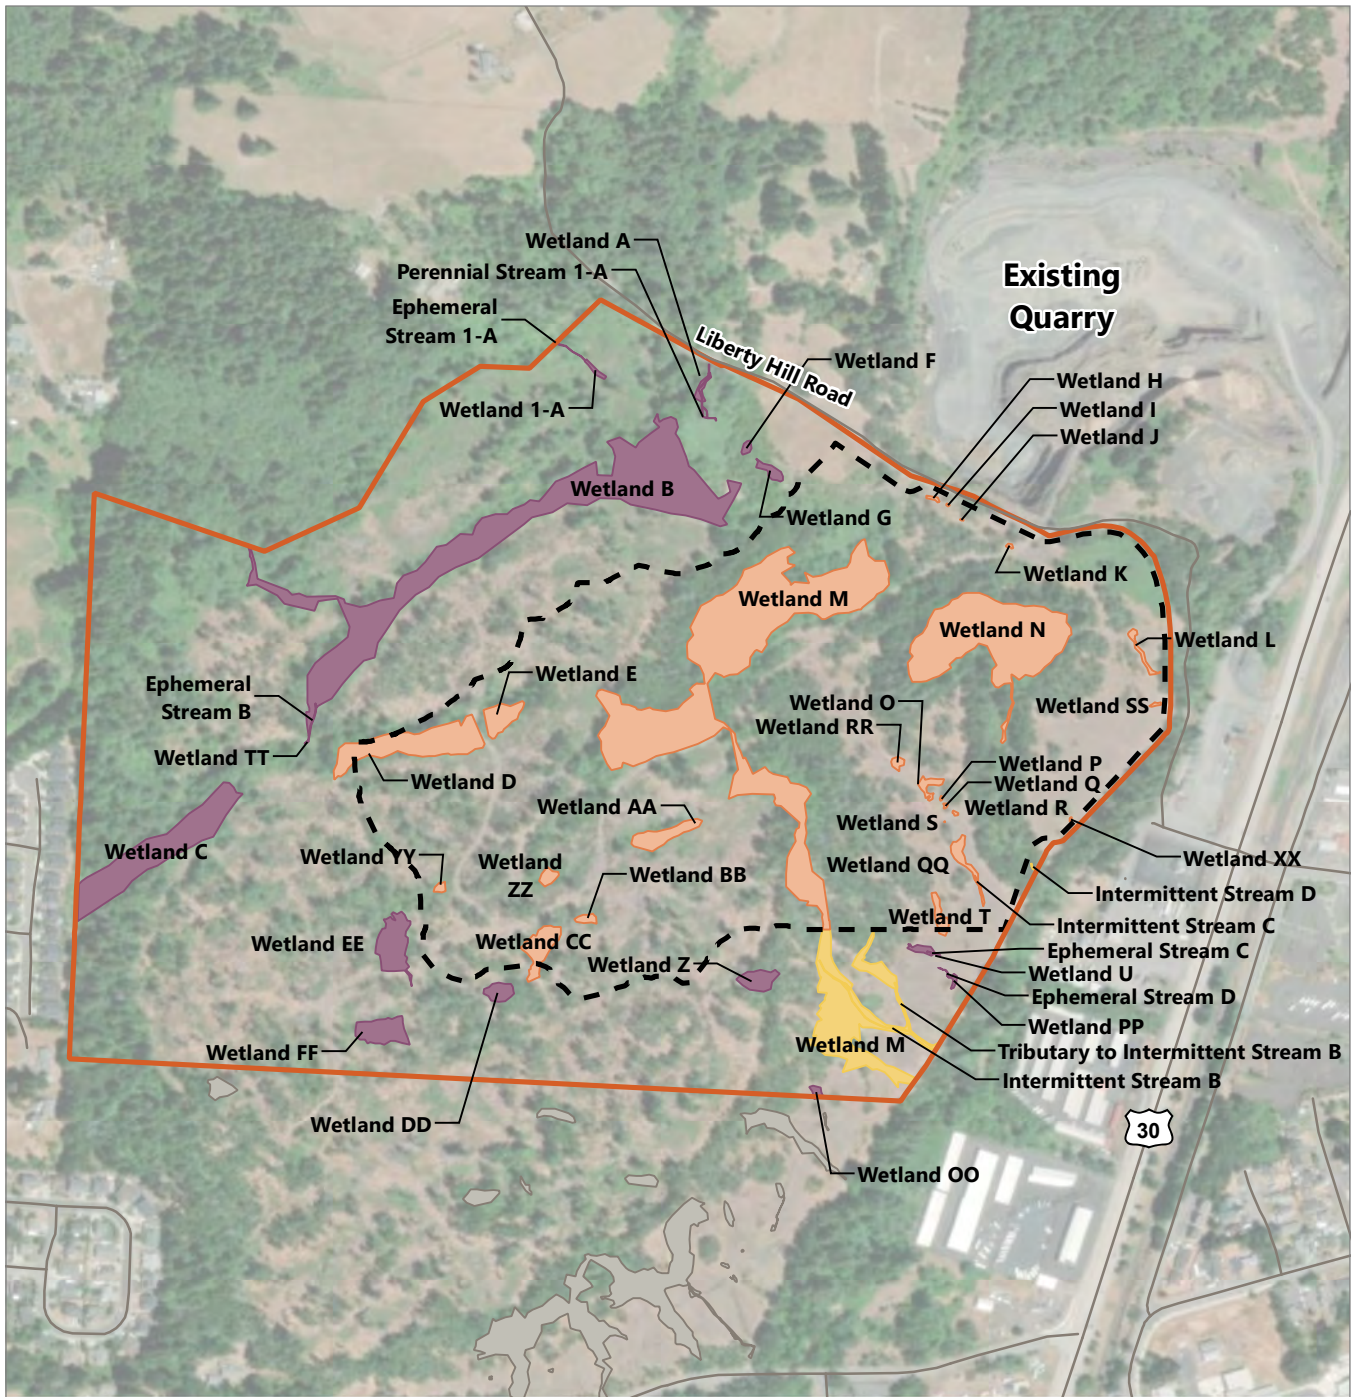 Wetland A
Perennial Stream 1-A
Existing
Quarry
Ephemeral
Stream 1-A
Liberty Hill Road
Wetland F
Wetland H
Wetland 1-A
Wetland I
Wetland J
Wetland B
Wetland G
Wetland K
Wetland M
Wetland N
Wetland L
Wetland E
Ephemeral
Stream B
Wetland O
Wetland SS
Wetland RR
Wetland TT
Wetland P
Wetland D
Wetland Q
Wetland AA
Wetland R
Wetland S
Wetland C
Wetland YY
Wetland
ZZ
Wetland QQ
Wetland XX
Wetland BB
Intermittent Stream D
Wetland T
Intermittent Stream C
Wetland EE
Wetland CC
Ephemeral Stream C
Wetland Z
Wetland U
Ephemeral Stream D
Wetland PP
Wetland FF
Wetland M
Tributary to Intermittent Stream B
Intermittent Stream B
Wetland DD
30
Wetland OO